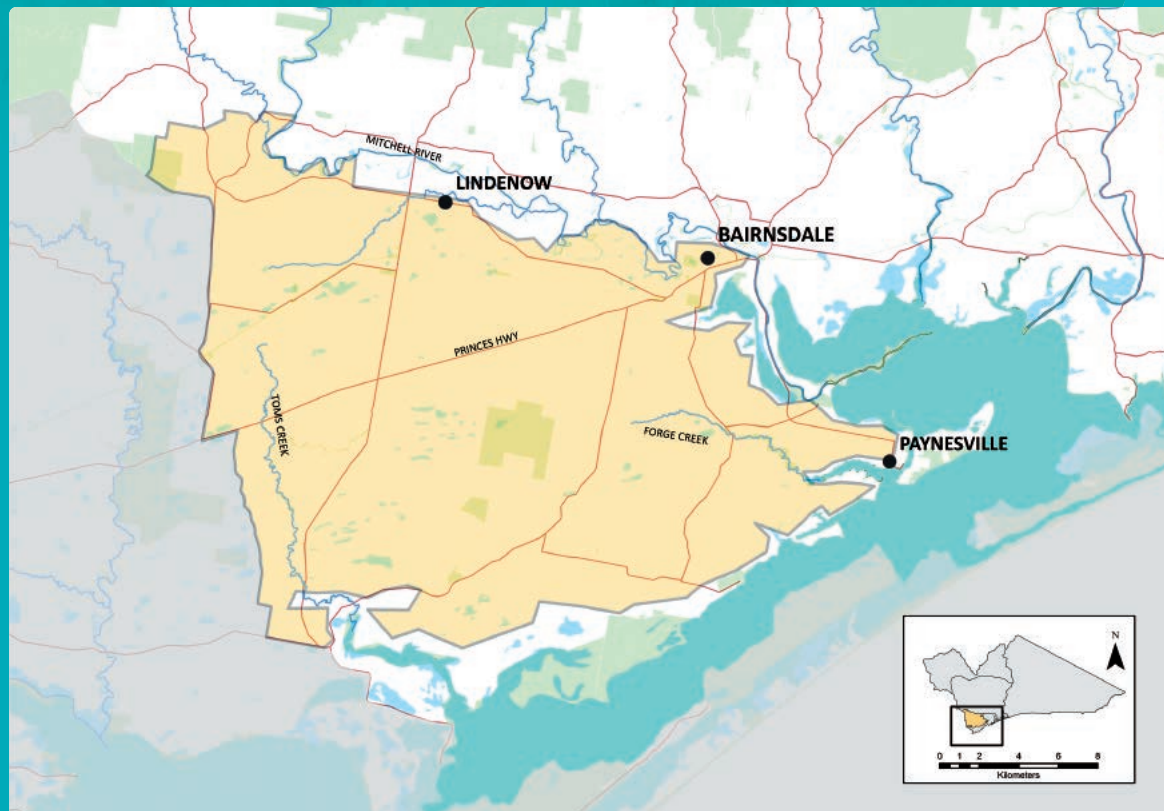 MITCHELL RIVER
LINDENOW
BAIRNSDALE
PRINCES HWY
TOMS CREEK
FORGE CREEK
PAYNESVILLE
N
0 1 2 4 6 8
Kilometers